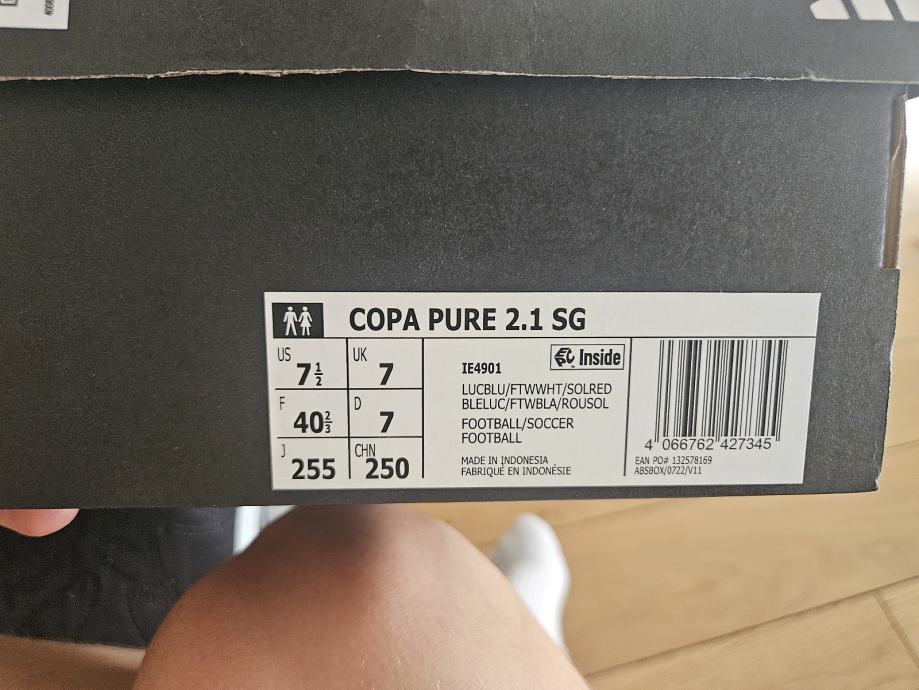 COPA PURE 2.1 SG
US 7½
UK 7
F 40⅔
D 7
J 255
CHN 250
Inside
IE4901
LUCBLU/FTWWHT/SOLRED
BLELUC/FTWBLA/ROUSOL
FOOTBALL/SOCCER
FOOTBALL
MADE IN INDONESIA
FABRIQUÉ EN INDONÉSIE
4 066762 427345
EAN PO# 132578169
ABSBOX/0722/V11